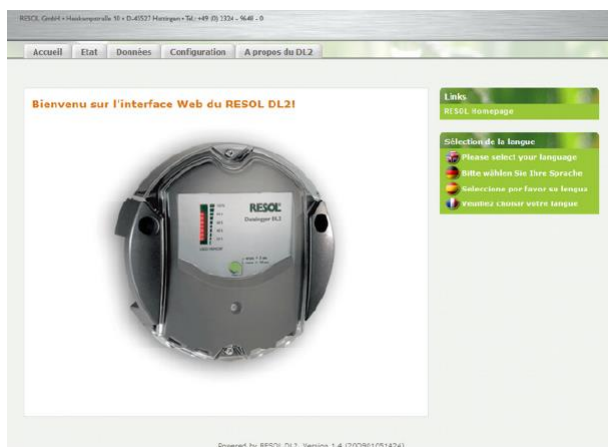 RESOL GmbH • Heiskampstraße 10 • D-45527 Hattingen • Tel.: +49 (0) 2324 - 9648 - 0
Accueil
Etat
Données
Configuration
A propos du DL2
Bienvenu sur l'interface Web du RESOL DL2!
RESOL
Datalogger DL2
Links
RESOL Homepage
Sélection de la langue
Please select your language
Bitte wählen Sie Ihre Sprache
Seleccione por favor su lengua
Veuillez choisir votre langue
Powered by RESOL DL2, Version 1.4